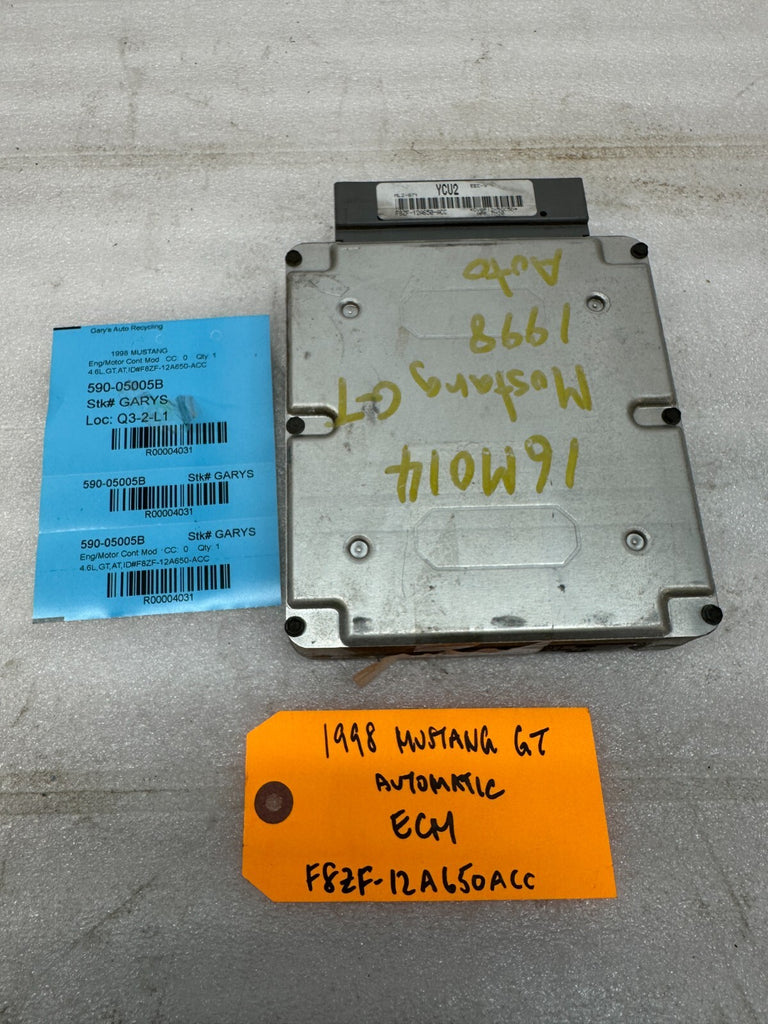 YCU2
EEC-V
F8ZF-12A650-ACC
Auto
1998
Mustang GT
16M014
Gary's Auto Recycling
1998 MUSTANG
Eng/Motor Cont Mod CC: 0 Qty 1
4.6L,GT,AT,ID#F8ZF-12A650-ACC
590-05005B
Stk# GARYS
Loc: Q3-2-L1
R00004031
590-05005B Stk# GARYS
R00004031
590-05005B Stk# GARYS
Eng/Motor Cont Mod CC: 0 Qty 1
4.6L,GT,AT,ID#F8ZF-12A650-ACC
R00004031
1998 MUSTANG GT
AUTOMATIC
ECM
F8ZF-12A650ACC